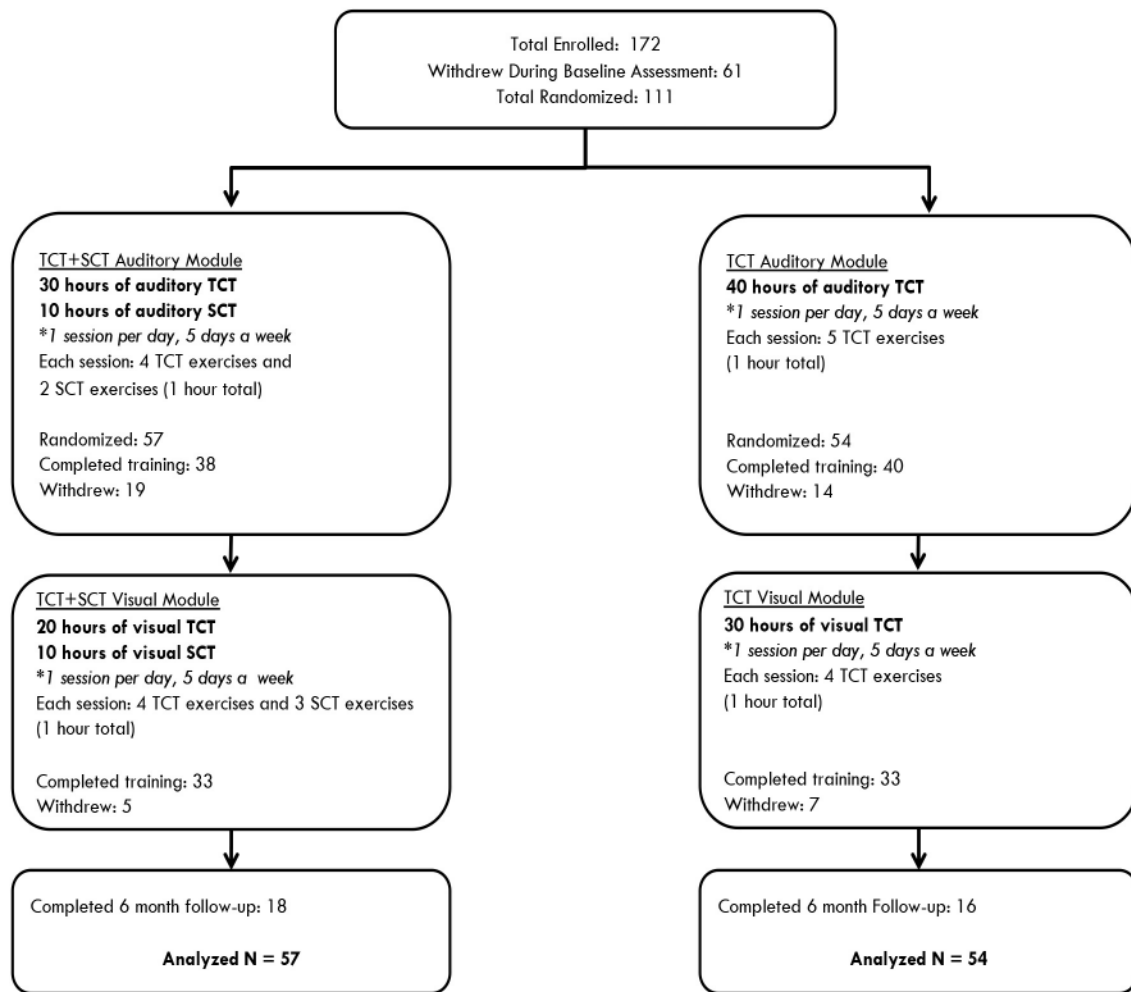 Total Enrolled: 172
Withdrew During Baseline Assessment: 61
Total Randomized: 111
TCT+SCT Auditory Module
30 hours of auditory TCT
10 hours of auditory SCT
*1 session per day, 5 days a week
Each session: 4 TCT exercises and
2 SCT exercises (1 hour total)
Randomized: 57
Completed training: 38
Withdrew: 19
TCT Auditory Module
40 hours of auditory TCT
*1 session per day, 5 days a week
Each session: 5 TCT exercises
(1 hour total)
Randomized: 54
Completed training: 40
Withdrew: 14
TCT+SCT Visual Module
20 hours of visual TCT
10 hours of visual SCT
*1 session per day, 5 days a week
Each session: 4 TCT exercises and 3 SCT exercises
(1 hour total)
Completed training: 33
Withdrew: 5
TCT Visual Module
30 hours of visual TCT
*1 session per day, 5 days a week
Each session: 4 TCT exercises
(1 hour total)
Completed training: 33
Withdrew: 7
Completed 6 month follow-up: 18
Analyzed N = 57
Completed 6 month Follow-up: 16
Analyzed N = 54